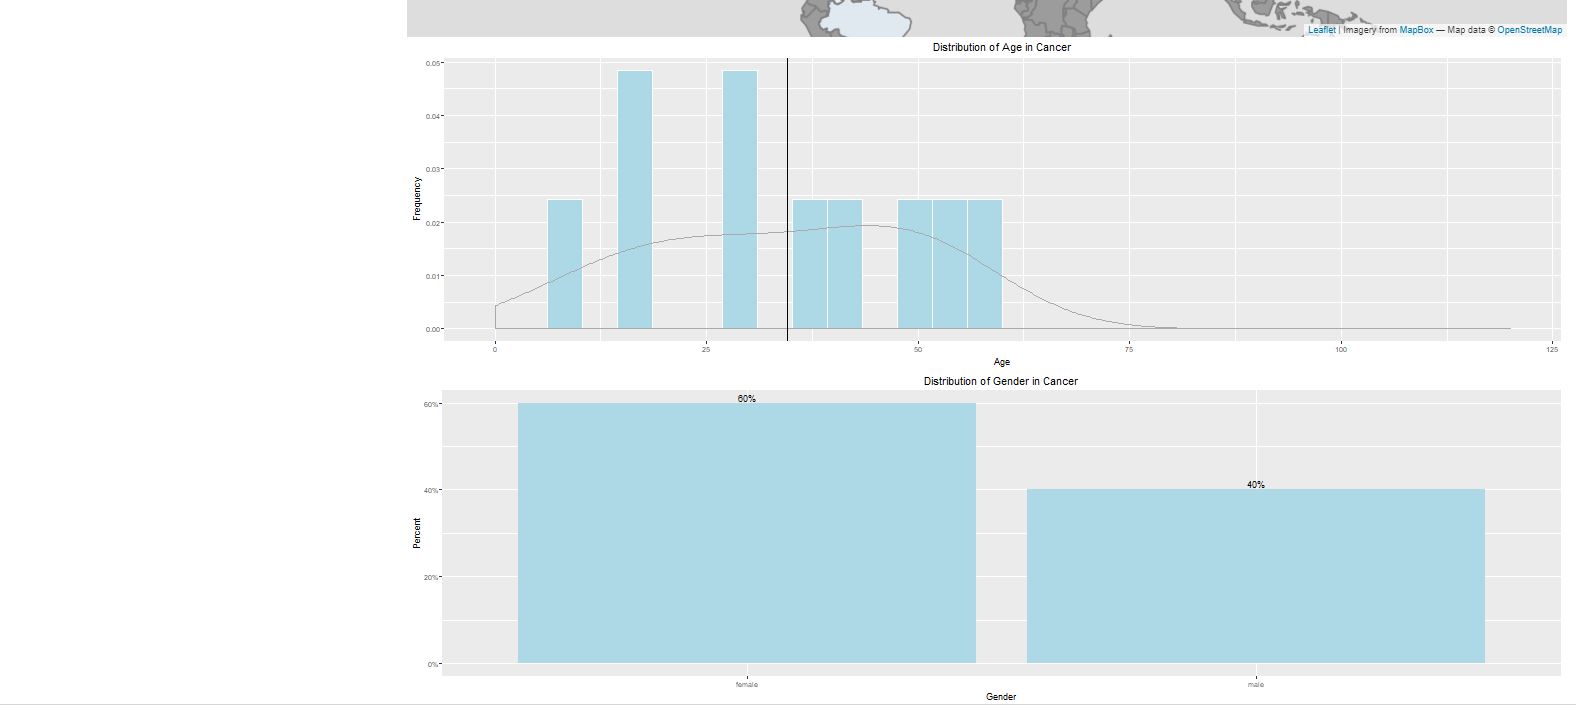 Leaflet | Imagery from MapBox — Map data © OpenStreetMap
Distribution of Age in Cancer
0.05
0.04
0.03
0.02
0.01
0.00
Frequency
0 25 50 75 100 125
Age
Distribution of Gender in Cancer
60%
40%
60%
40%
20%
0%
Percent
female male
Gender